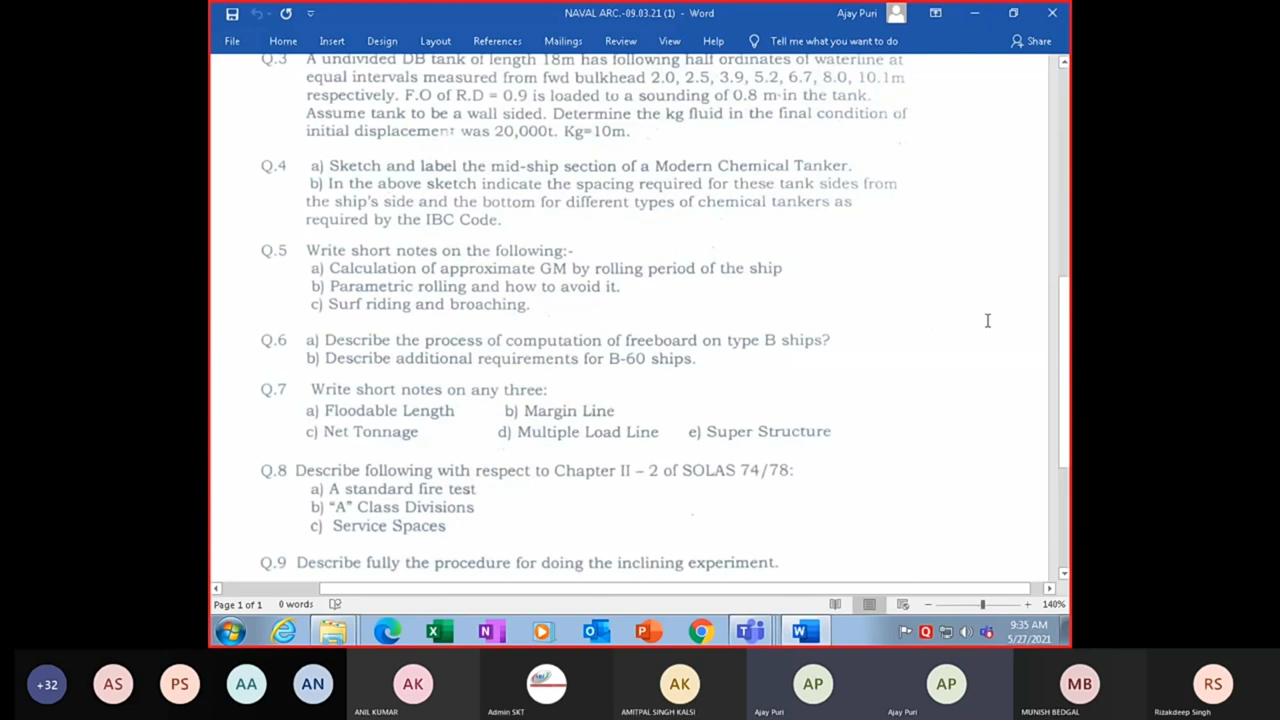 NAVAL ARC.-09.03.21 (1) - Word
Ajay Puri
File Home Insert Design Layout References Mailings Review View Help Tell me what you want to do Share
Q.3 A undivided DB tank of length 18m has following half ordinates of waterline at
equal intervals measured from fwd bulkhead 2.0, 2.5, 3.9, 5.2, 6.7, 8.0, 10.1m
respectively. F.O of R.D = 0.9 is loaded to a sounding of 0.8 m in the tank.
Assume tank to be a wall sided. Determine the kg fluid in the final condition of
initial displacement was 20,000t. Kg=10m.
Q.4 a) Sketch and label the mid-ship section of a Modern Chemical Tanker.
b) In the above sketch indicate the spacing required for these tank sides from
the ship's side and the bottom for different types of chemical tankers as
required by the IBC Code.
Q.5 Write short notes on the following:-
a) Calculation of approximate GM by rolling period of the ship
b) Parametric rolling and how to avoid it.
c) Surf riding and broaching.
Q.6 a) Describe the process of computation of freeboard on type B ships?
b) Describe additional requirements for B-60 ships.
Q.7 Write short notes on any three:
a) Floodable Length b) Margin Line
c) Net Tonnage d) Multiple Load Line e) Super Structure
Q.8 Describe following with respect to Chapter II – 2 of SOLAS 74/78:
a) A standard fire test
b) "A" Class Divisions
c) Service Spaces
Q.9 Describe fully the procedure for doing the inclining experiment.
Page 1 of 1 0 words 140%
9:35 AM
5/27/2021
+32 AS PS AA AN AK AK AP AP MB RS
ANIL KUMAR Admin SKT AMITPAL SINGH KALSI Ajay Puri Ajay Puri MUNISH BEDGAL Rizakdeep Singh